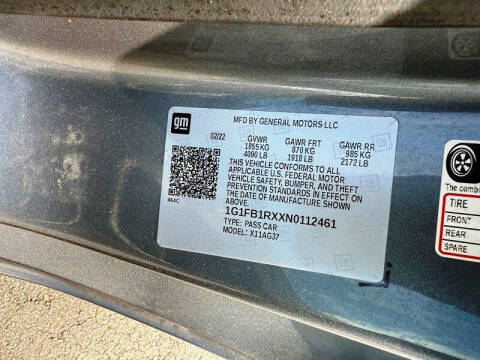 gm
MFD BY GENERAL MOTORS LLC
02/22 GVWR GAWR FRT GAWR RR
1855 KG 870 KG 985 KG
4090 LB 1918 LB 2172 LB
THIS VEHICLE CONFORMS TO ALL
APPLICABLE U.S. FEDERAL MOTOR
VEHICLE SAFETY, BUMPER, AND THEFT
PREVENTION STANDARDS IN EFFECT ON
THE DATE OF MANUFACTURE SHOWN
ABOVE.
1G1FB1RXXN0112461
TYPE: PASS CAR
MODEL: X11AG37
The combi
TIRE
FRONT
REAR
SPARE